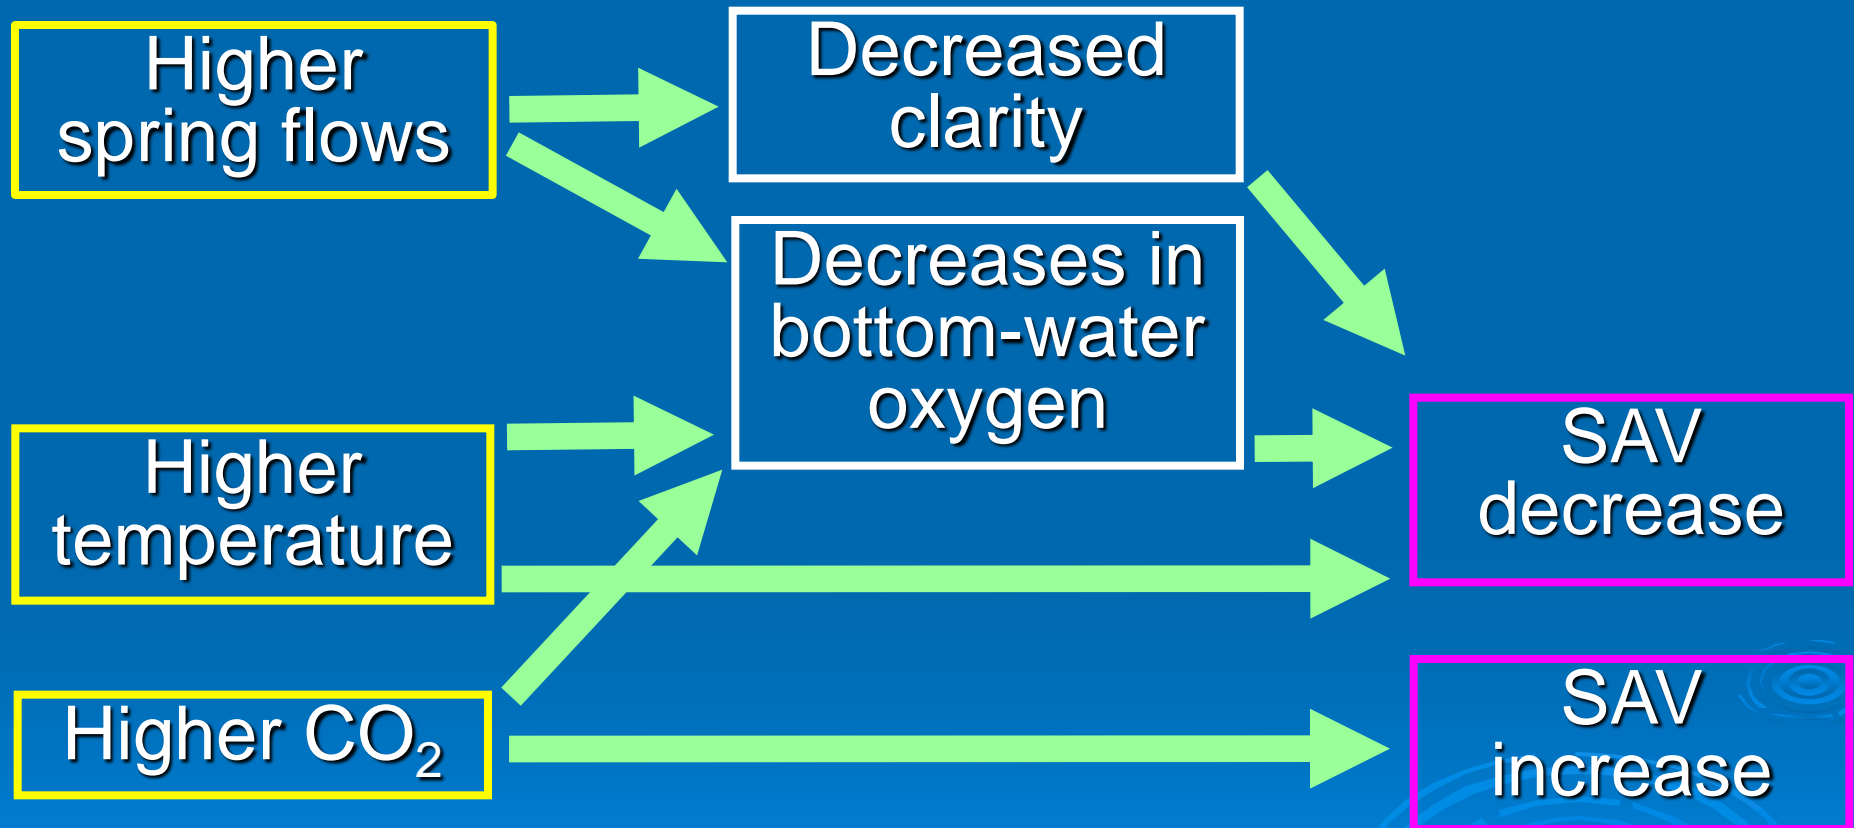 Higher
spring flows
Decreased
clarity
Decreases in
bottom-water
oxygen
Higher
temperature
SAV
decrease
Higher CO₂
SAV
increase